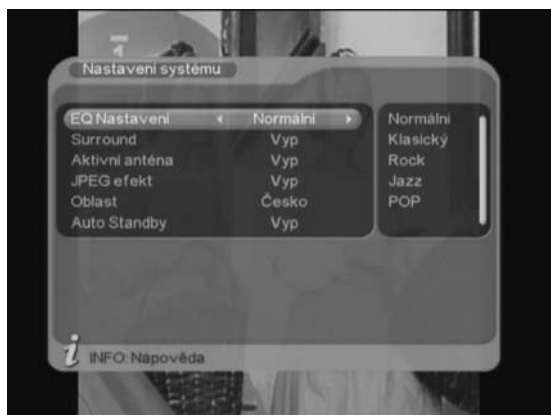 Nastavení systému
EQ Nastavení Normální
Surround Vyp
Aktivní anténa Vyp
JPEG efekt Vyp
Oblast Česko
Auto Standby Vyp
Normální
Klasický
Rock
Jazz
POP
i INFO: Nápověda